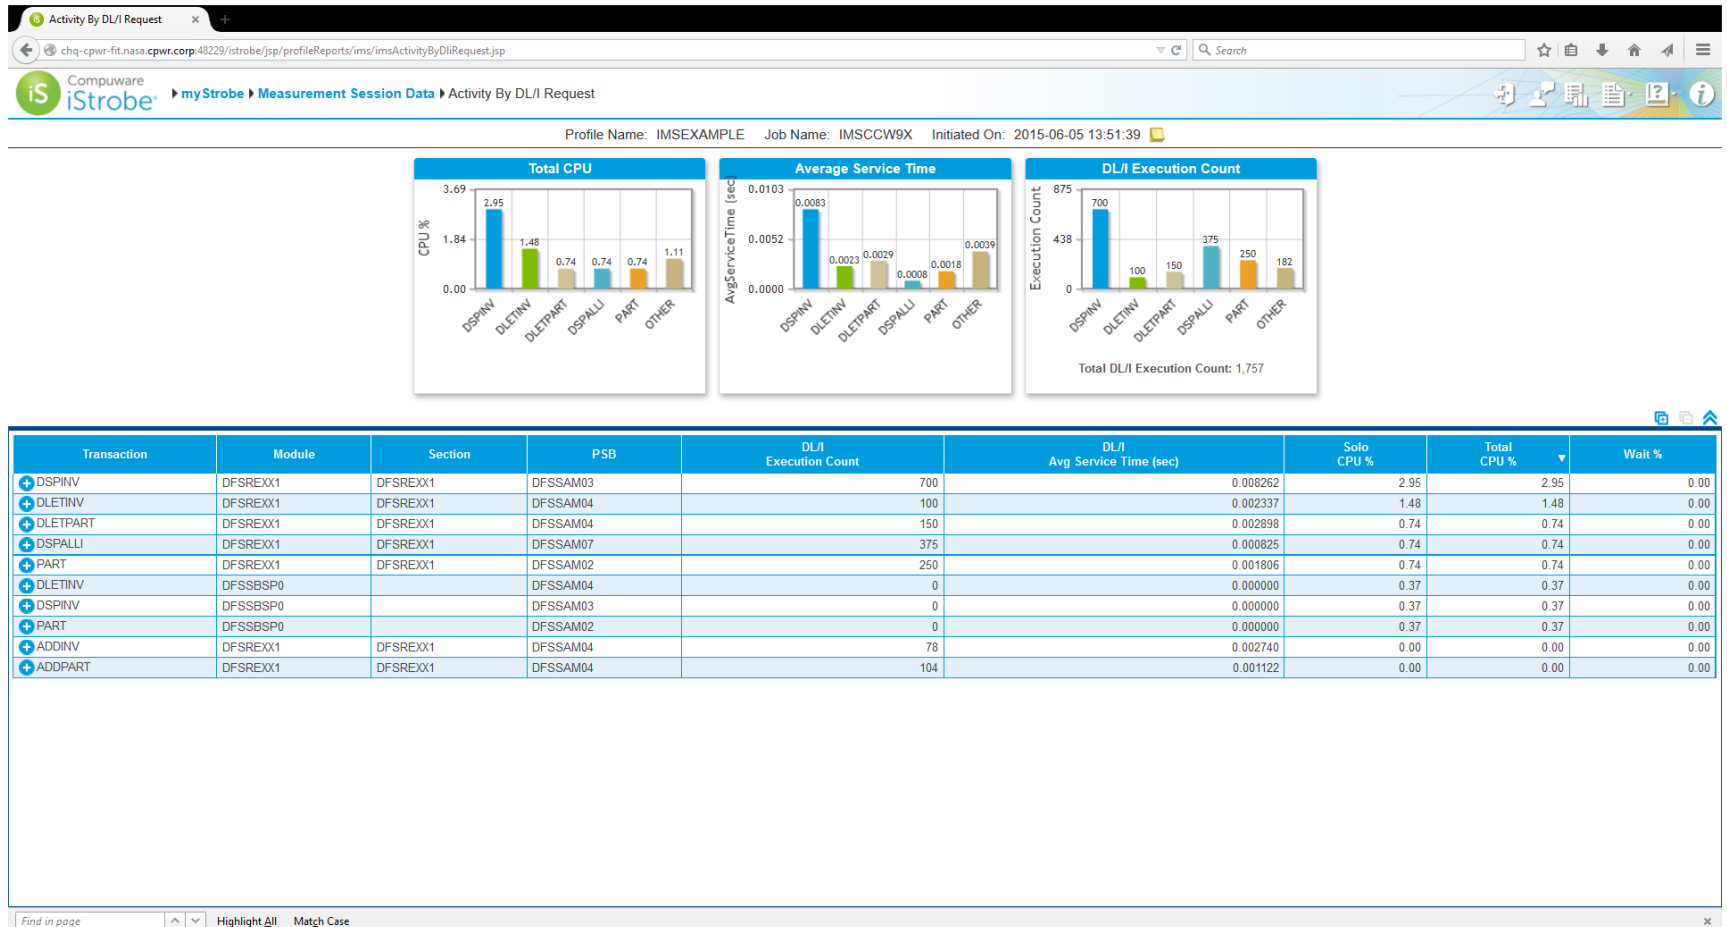 Activity By DL/I Request
chq-cpwr-fit.nasa.cpwr.corp:48229/istrobe/jsp/profileReports/ims/imsActivityByDliRequest.jsp
Search
iS Compuware iStrobe
myStrobe Measurement Session Data Activity By DL/I Request
Profile Name: IMSEXAMPLE Job Name: IMSCCW9X Initiated On: 2015-06-05 13:51:39
Total CPU
CPU %
3.69
1.84
0.00
2.95
1.48
0.74
0.74
0.74
1.11
DSPINV
DLETINV
DLETPART
DSPALLI
PART
OTHER
Average Service Time
AvgServiceTime (sec)
0.0103
0.0052
0.0000
0.0083
0.0023
0.0029
0.0008
0.0018
0.0039
DSPINV
DLETINV
DLETPART
DSPALLI
PART
OTHER
DL/I Execution Count
Execution Count
875
438
0
700
100
150
375
250
182
DSPINV
DLETINV
DLETPART
DSPALLI
PART
OTHER
Total DL/I Execution Count: 1,757
Transaction Module Section PSB DL/I Execution Count DL/I Avg Service Time (sec) Solo CPU % Total CPU % Wait %
DSPINV DFSREXX1 DFSREXX1 DFSSAM03 700 0.008262 2.95 2.95 0.00
DLETINV DFSREXX1 DFSREXX1 DFSSAM04 100 0.002337 1.48 1.48 0.00
DLETPART DFSREXX1 DFSREXX1 DFSSAM04 150 0.002898 0.74 0.74 0.00
DSPALLI DFSREXX1 DFSREXX1 DFSSAM07 375 0.000825 0.74 0.74 0.00
PART DFSREXX1 DFSREXX1 DFSSAM02 250 0.001806 0.74 0.74 0.00
DLETINV DFSSBSP0 DFSSAM04 0 0.000000 0.37 0.37 0.00
DSPINV DFSSBSP0 DFSSAM03 0 0.000000 0.37 0.37 0.00
PART DFSSBSP0 DFSSAM02 0 0.000000 0.37 0.37 0.00
ADDINV DFSREXX1 DFSREXX1 DFSSAM04 78 0.002740 0.00 0.00 0.00
ADDPART DFSREXX1 DFSREXX1 DFSSAM04 104 0.001122 0.00 0.00 0.00
Find in page Highlight All Match Case